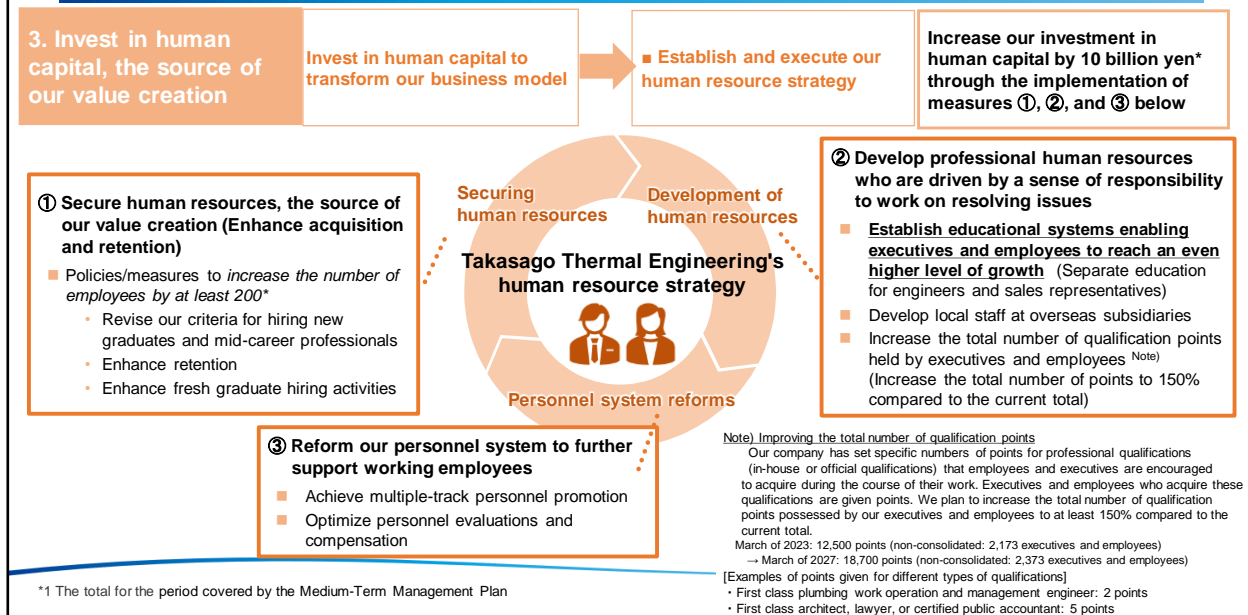 3. Invest in human
capital, the source of
our value creation
Invest in human capital to
transform our business model
■ Establish and execute our
human resource strategy
Increase our investment in
human capital by 10 billion yen*
through the implementation of
measures ①, ②, and ③ below
① Secure human resources, the source of
our value creation (Enhance acquisition
and retention)
■ Policies/measures to increase the number of
employees by at least 200*
・ Revise our criteria for hiring new
graduates and mid-career professionals
・ Enhance retention
・ Enhance fresh graduate hiring activities
Securing
human resources
Development of
human resources
Takasago Thermal Engineering's
human resource strategy
Personnel system reforms
② Develop professional human resources
who are driven by a sense of responsibility
to work on resolving issues
■ Establish educational systems enabling
executives and employees to reach an even
higher level of growth (Separate education
for engineers and sales representatives)
■ Develop local staff at overseas subsidiaries
■ Increase the total number of qualification points
held by executives and employees Note)
(Increase the total number of points to 150%
compared to the current total)
③ Reform our personnel system to further
support working employees
■ Achieve multiple-track personnel promotion
■ Optimize personnel evaluations and
compensation
Note) Improving the total number of qualification points
Our company has set specific numbers of points for professional qualifications
(in-house or official qualifications) that employees and executives are encouraged
to acquire during the course of their work. Executives and employees who acquire these
qualifications are given points. We plan to increase the total number of qualification
points possessed by our executives and employees to at least 150% compared to the
current total.
March of 2023: 12,500 points (non-consolidated: 2,173 executives and employees)
→ March of 2027: 18,700 points (non-consolidated: 2,373 executives and employees)
[Examples of points given for different types of qualifications]
・ First class plumbing work operation and management engineer: 2 points
・ First class architect, lawyer, or certified public accountant: 5 points
*1 The total for the period covered by the Medium-Term Management Plan